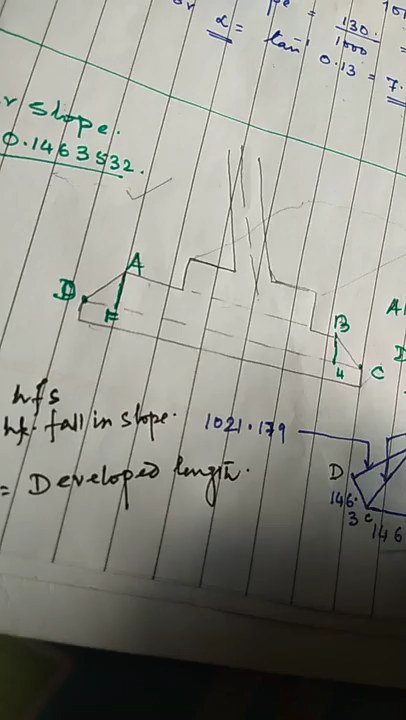 130.
α = tan⁻¹ 1000
0.13 = 7.
r slope.
0.1463532.
A
D
F
B
4
C
hfs
fall in slope. 1021.179
= Developed length.
D
146.
3 C
146